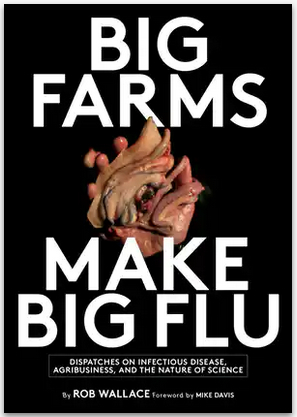 BIG
FARMS
MAKE
BIG FLU
DISPATCHES ON INFECTIOUS DISEASE,
AGRIBUSINESS, AND THE NATURE OF SCIENCE
By ROB WALLACE Foreword by MIKE DAVIS